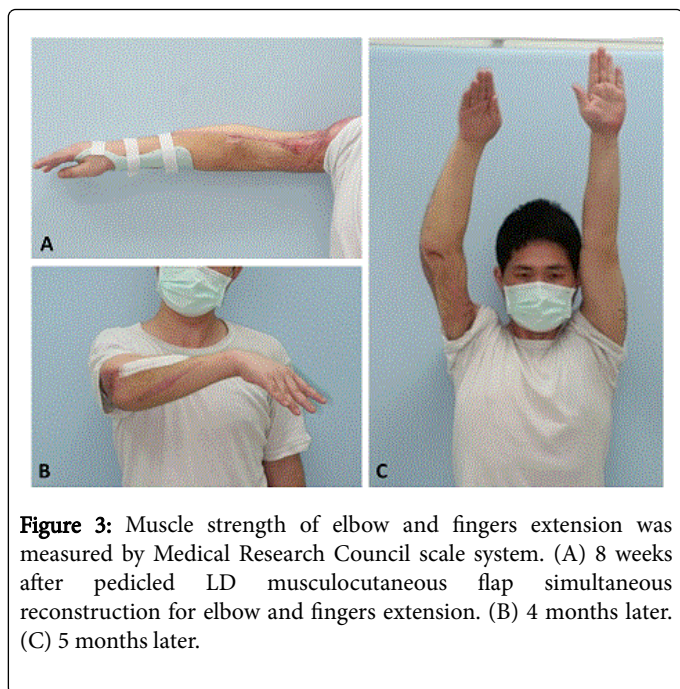 A
B
C
Figure 3: Muscle strength of elbow and fingers extension was
measured by Medical Research Council scale system. (A) 8 weeks
after pedicled LD musculocutaneous flap simultaneous
reconstruction for elbow and fingers extension. (B) 4 months later.
(C) 5 months later.